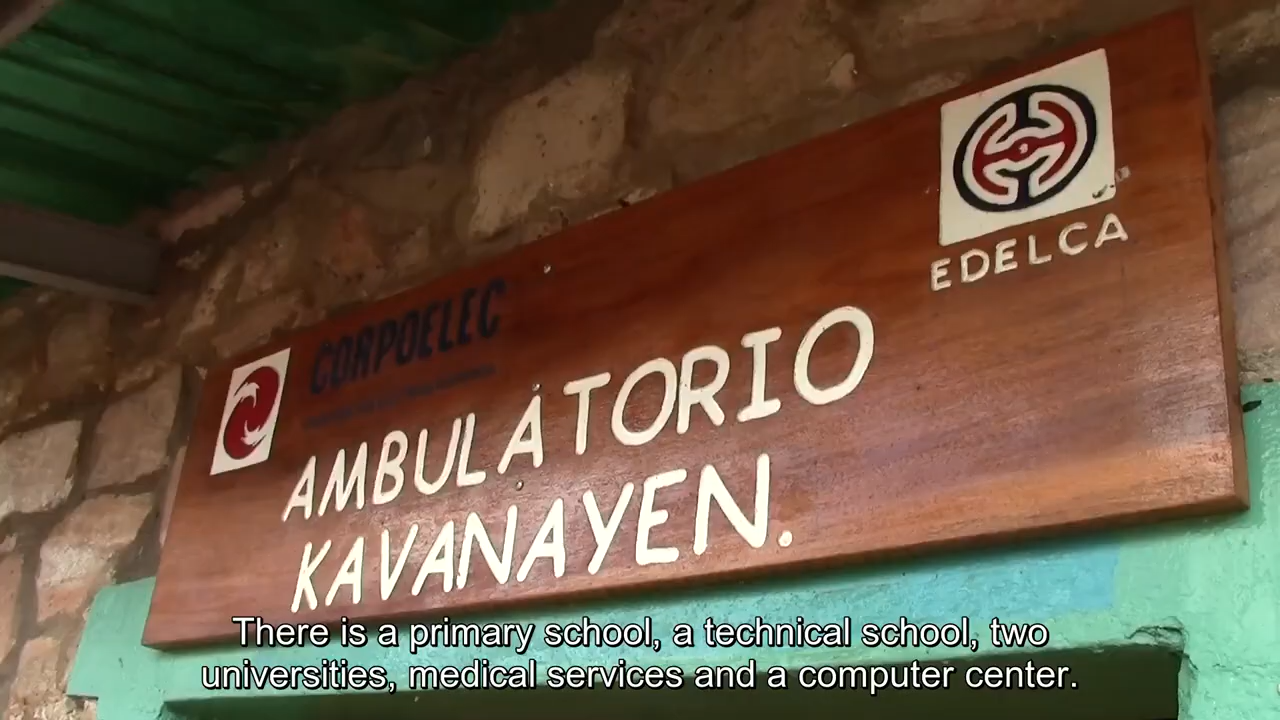 EDELCA
CORPOELEC
AMBULATORIO
KAVANAYEN.
There is a primary school, a technical school, two
universities, medical services and a computer center.